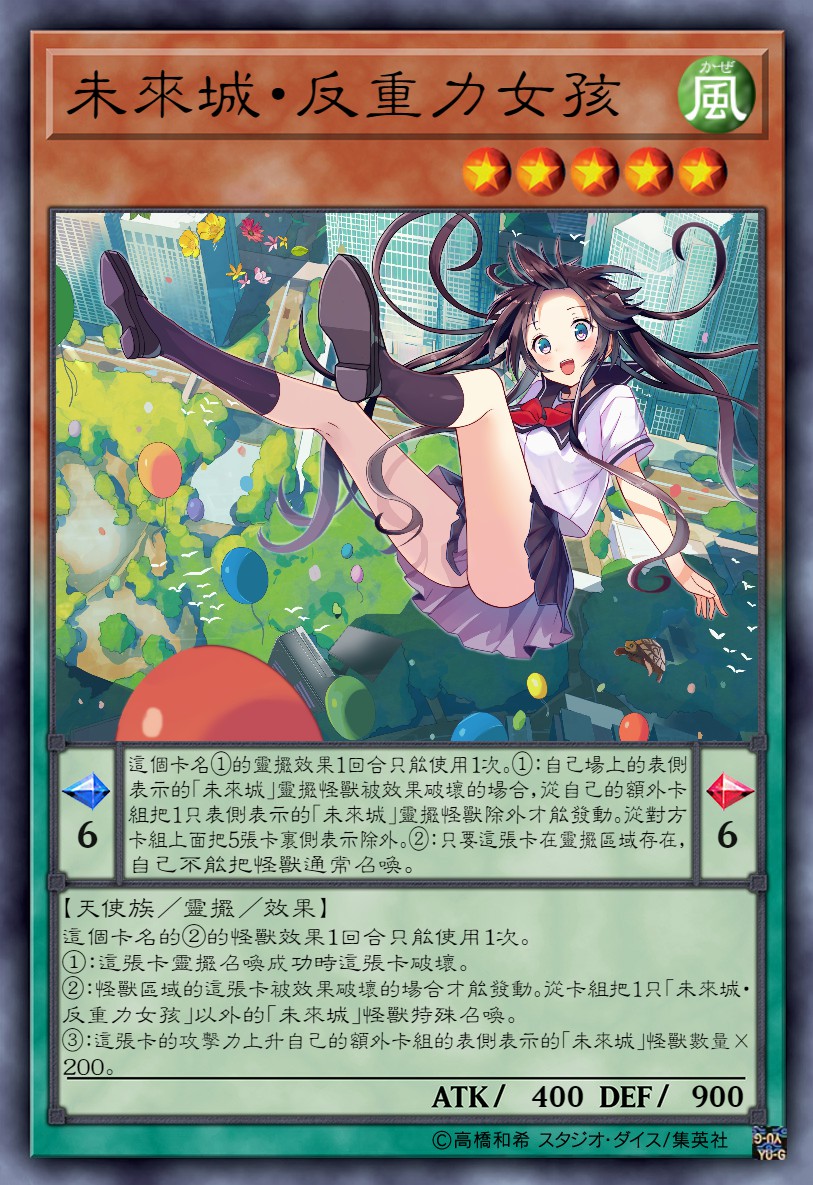 未來城・反重力女孩
かぜ
風
這個卡名①的靈擺效果1回合只能使用1次。①：自己場上的表側
表示的「未來城」靈擺怪獸被效果破壞的場合，從自己的額外卡
組把1只表側表示的「未來城」靈擺怪獸除外才能發動。從對方
卡組上面把5張卡裏側表示除外。②：只要這張卡在靈擺區域存在，
自己不能把怪獸通常召喚。
6
6
【天使族／靈擺／效果】
這個卡名的②的怪獸效果1回合只能使用1次。
①：這張卡靈擺召喚成功時這張卡破壞。
②：怪獸區域的這張卡被效果破壞的場合才能發動。從卡組把1只「未來城・
反重力女孩」以外的「未來城」怪獸特殊召喚。
③：這張卡的攻擊力上升自己的額外卡組的表側表示的「未來城」怪獸數量×
200。
ATK/ 400 DEF/ 900
©高橋和希 スタジオ・ダイス/集英社
YU-G
YU-G